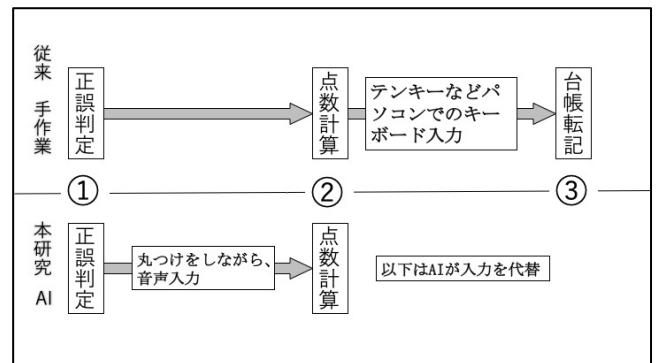 従来 手作業
正誤判定
点数計算
テンキーなどパ
ソコンでのキー
ボード入力
台帳転記
①
②
③
本研究 AI
正誤判定
丸つけをしながら、
音声入力
点数計算
以下はAIが入力を代替